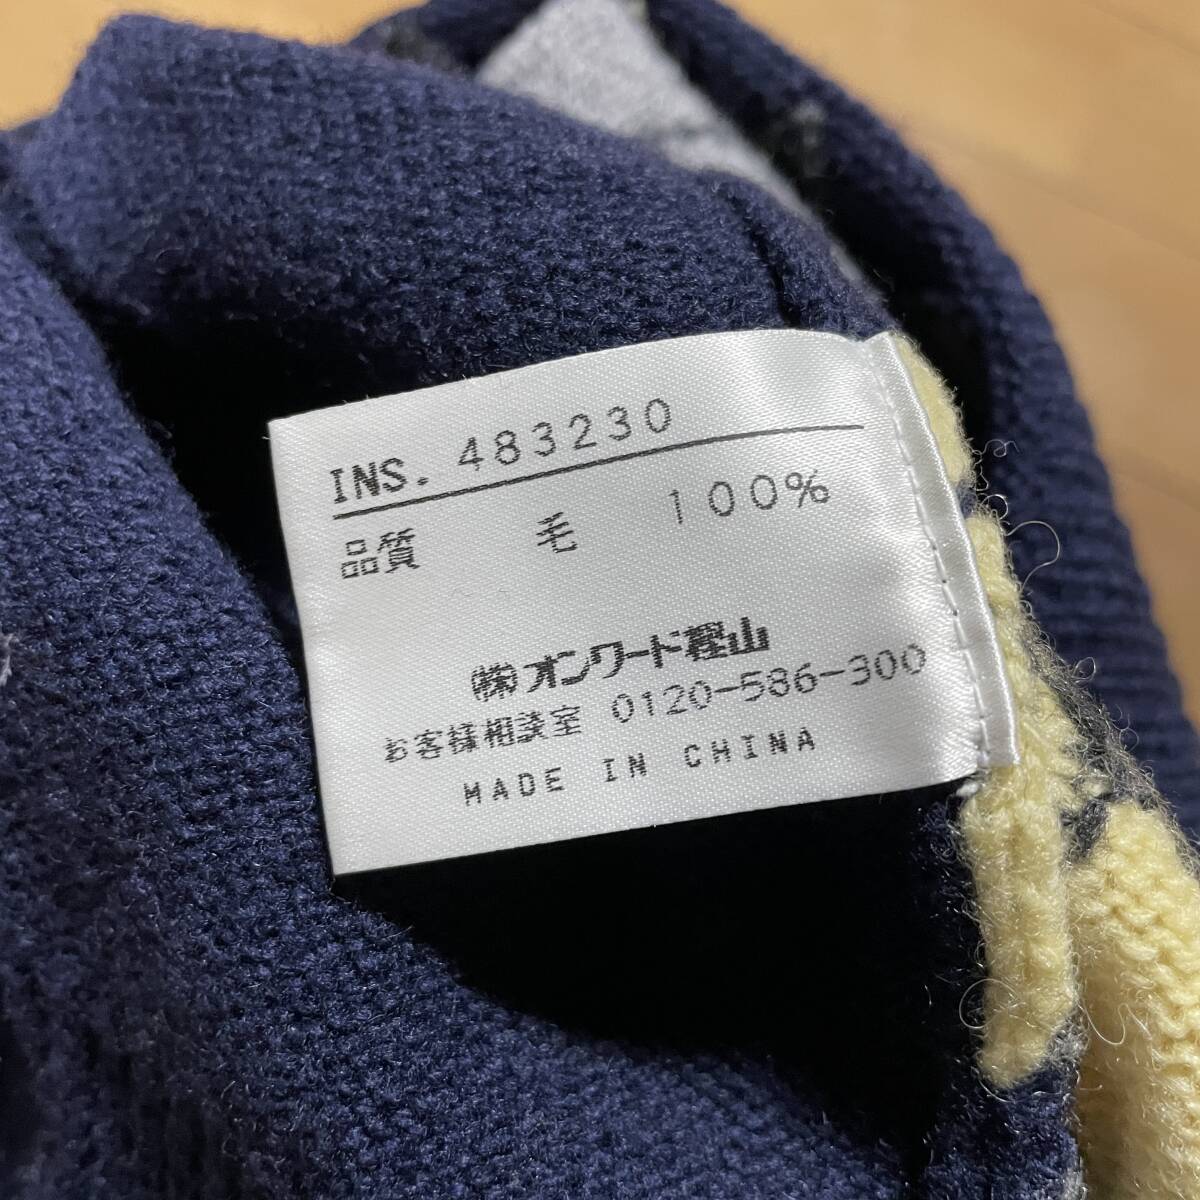 INS. 483230
品質 毛 100%
㈱オンワード樫山
お客様相談室 0120-586-300
MADE IN CHINA